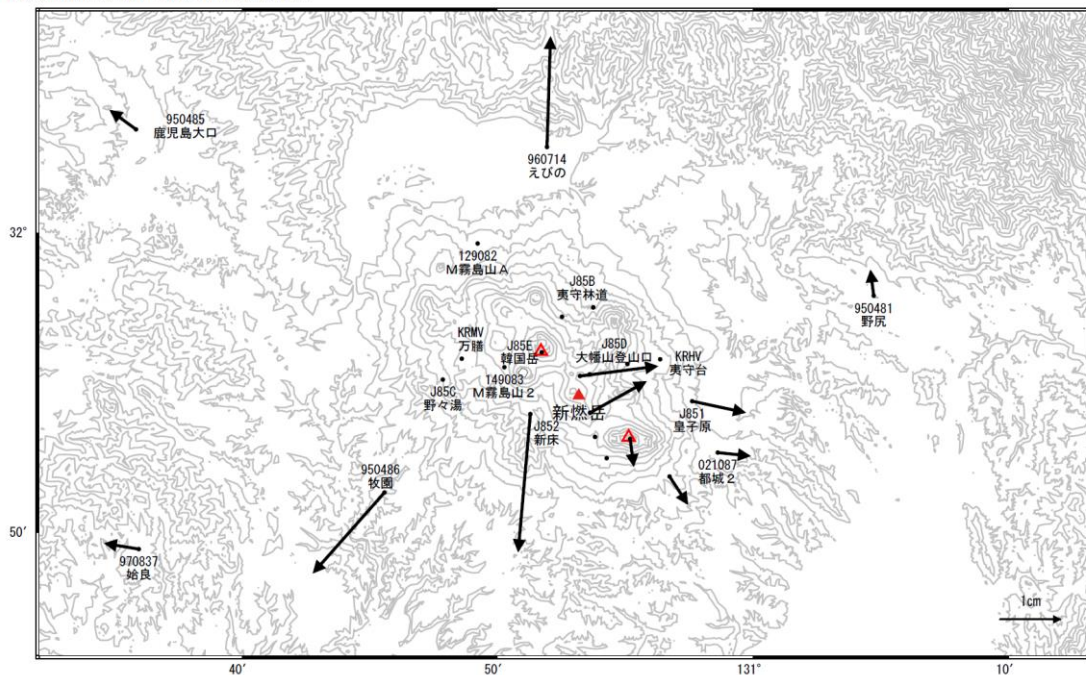 950485
鹿児島大口
960714
えびの
32°
129082
M霧島山A
J85B
夷守林道
950481
野尻
KRMV
万膳
J85E
韓国岳
J85D
大幡山登山口
KRHV
夷守台
J85C
野々湯
149083
M霧島山2
新燃岳
J852
新床
J851
皇子原
950486
牧園
021087
都城2
50′
970837
姶良
1cm
40′
50′
131°
10′